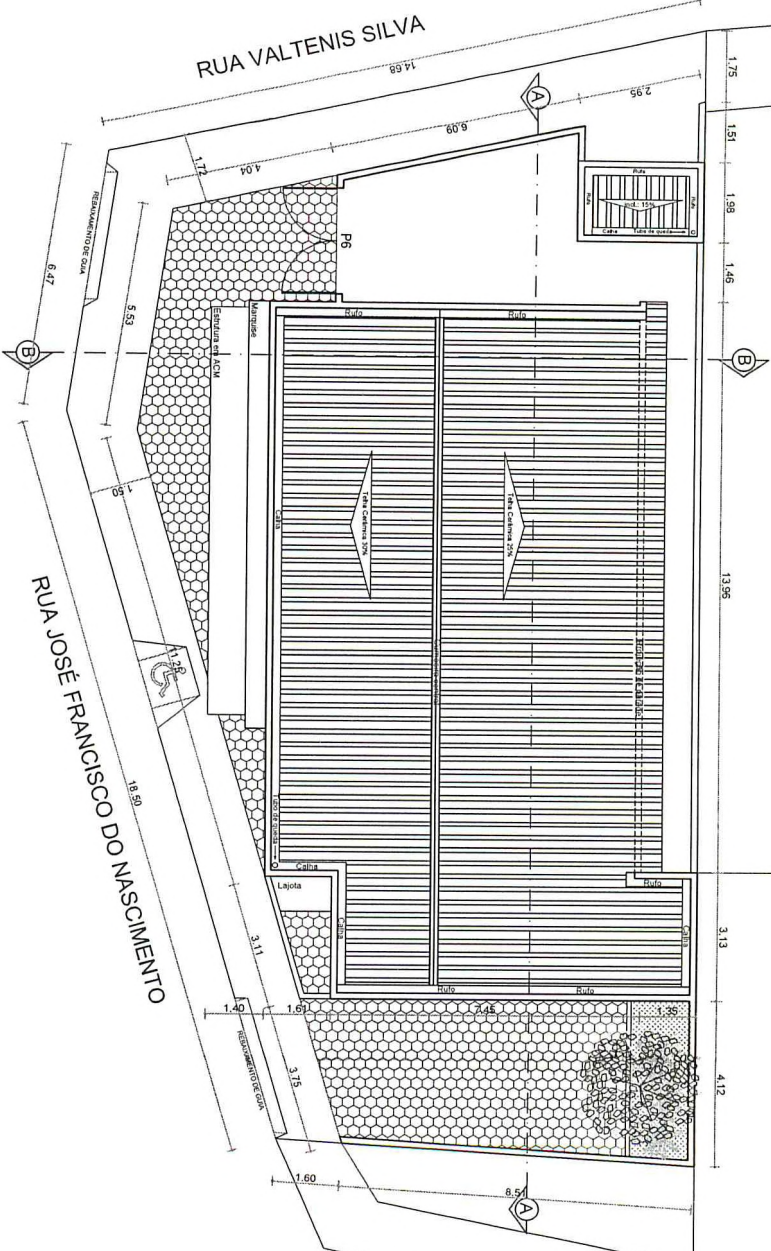 RUA VALTENIS SILVA
14.68
2.95
6.09
4.04
1.72
1.75
1.51
1.98
1.46
13.96
3.13
4.12
A
Rufo
Rufo
Rufo
Incl.: 15%
Calha
Tubo de queda
P6
REBAIXAMENTO DE GUIA
6.47
5.53
B
B
Marquise
Estrutura em ACM
Rufo
Rufo
Telha Cerâmica 30%
Telha Cerâmica 25%
Calha
1.50
11.25
RUA JOSÉ FRANCISCO DO NASCIMENTO
18.50
Tubo de queda
Calha
Lajota
Calha
Rufo
Calha
Rufo
Rufo
3.11
1.40
1.61
7.45
1.35
REBAIXAMENTO DE GUIA
3.75
1.60
8.51
A